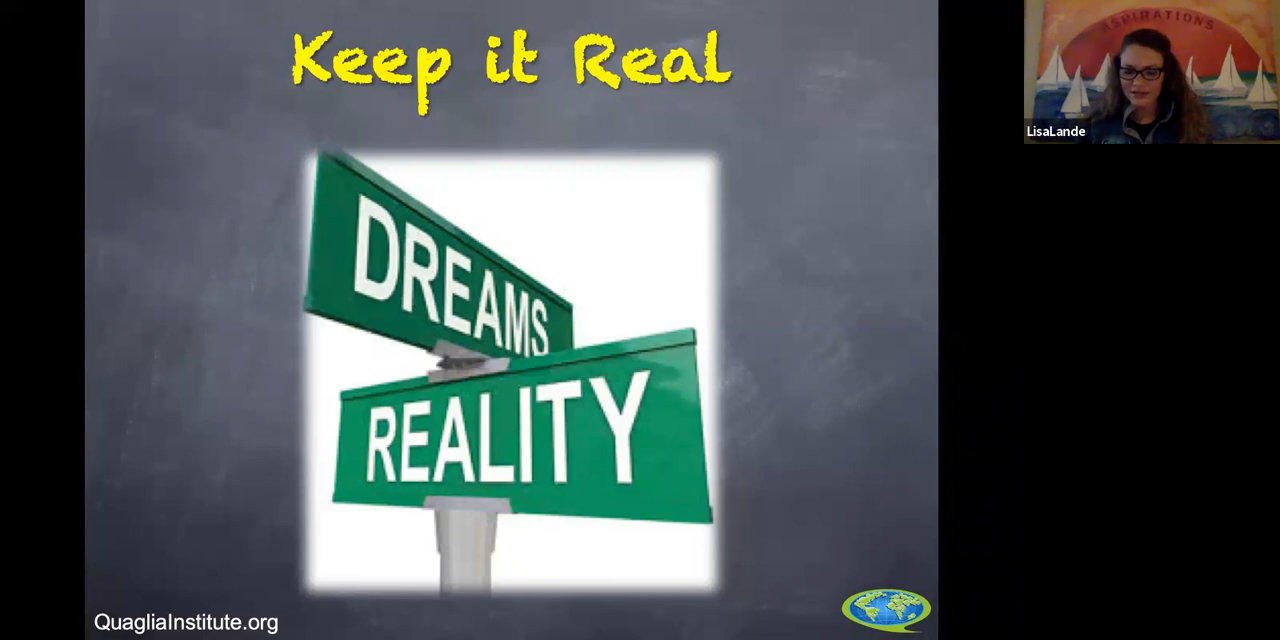 Keep it Real
ASPIRATIONS
LisaLande
DREAMS
REALITY
QuagliaInstitute.org